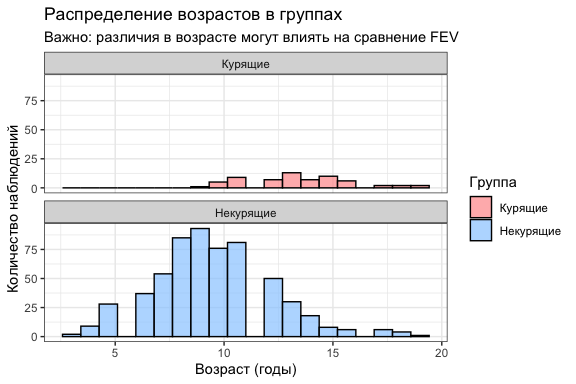 Распределение возрастов в группах
Важно: различия в возрасте могут влиять на сравнение FEV
Курящие
75
50
25
0
Некурящие
75
50
25
0
Количество наблюдений
5
10
15
20
Возраст (годы)
Группа
Курящие
Некурящие